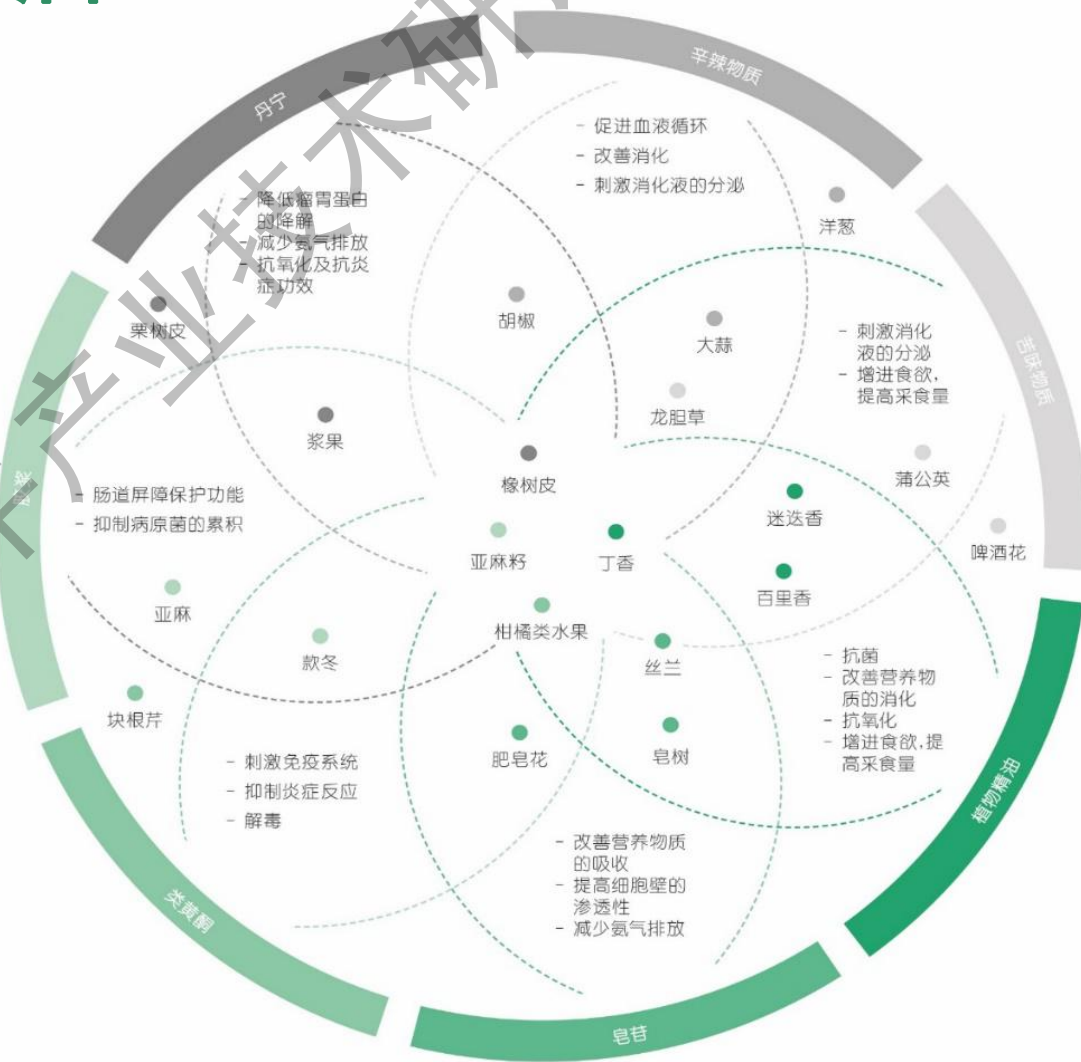 丹宁
辛辣物质
- 促进血液循环
- 改善消化
- 刺激消化液的分泌
洋葱
- 降低瘤胃蛋白
的降解
- 减少氨气排放
- 抗氧化及抗炎
症功效
栗树皮
胡椒
大蒜
- 刺激消化
液的分泌
- 增进食欲,
提高采食量
苦味物质
龙胆草
浆果
橡树皮
蒲公英
- 肠道屏障保护功能
- 抑制病原菌的累积
迷迭香
啤酒花
亚麻籽
丁香
百里香
亚麻
柑橘类水果
款冬
丝兰
- 抗菌
- 改善营养物
质的消化
- 抗氧化
- 增进食欲,提
高采食量
块根芹
肥皂花
皂树
- 刺激免疫系统
- 抑制炎症反应
- 解毒
植物精油
- 改善营养物质
的吸收
- 提高细胞壁的
渗透性
- 减少氨气排放
类黄酮
皂苷
产业技术研